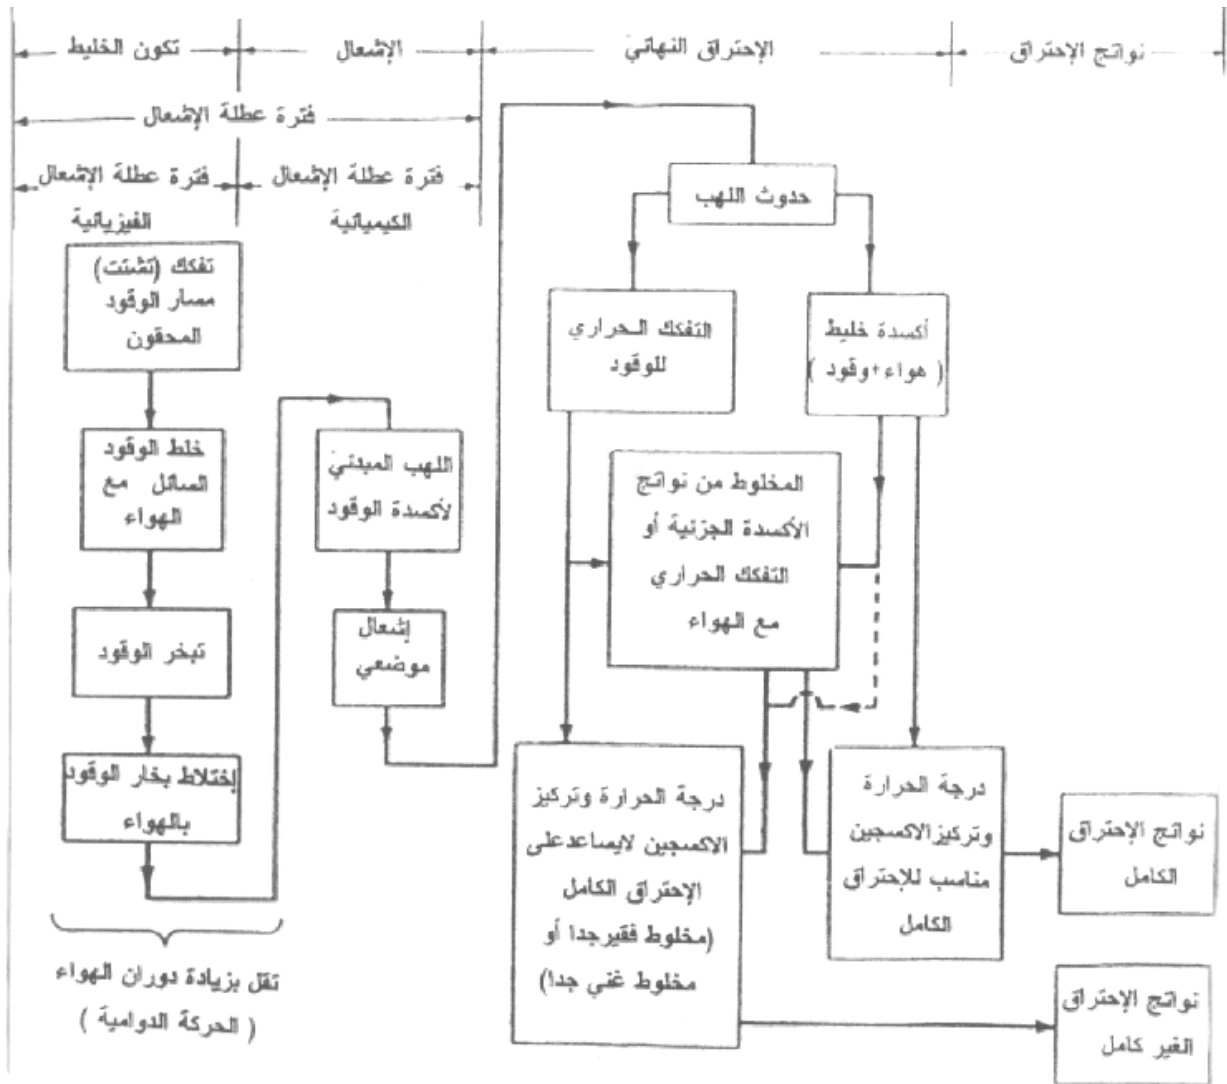 تكون الخليط
الإشعال
الإحتراق النهائي
نواتج الإحتراق
فترة عطلة الإشعال
فترة عطلة الإشعال
الفيزيائية
فترة عطلة الإشعال
الكيميائية
تفكك (تشتت)
مسار الوقود
المحقون
خلط الوقود
السائل مع
الهواء
تبخر الوقود
إختلاط بخار الوقود
بالهواء
تقل بزيادة دوران الهواء
( الحركة الدوامية )
اللهب المبدئي
لأكسدة الوقود
إشعال
موضعي
حدوث اللهب
التفكك الحراري
للوقود
أكسدة خليط
( هواء+وقود )
المخلوط من نواتج
الأكسدة الجزئية أو
التفكك الحراري
مع الهواء
درجة الحرارة وتركيز
الاكسجين لايساعدعلى
الإحتراق الكامل
(مخلوط فقيرجدا أو
مخلوط غني جدا)
درجة الحرارة
وتركيزالاكسجين
مناسب للإحتراق
الكامل
نواتج الإحتراق
الكامل
نواتج الإحتراق
الغير كامل